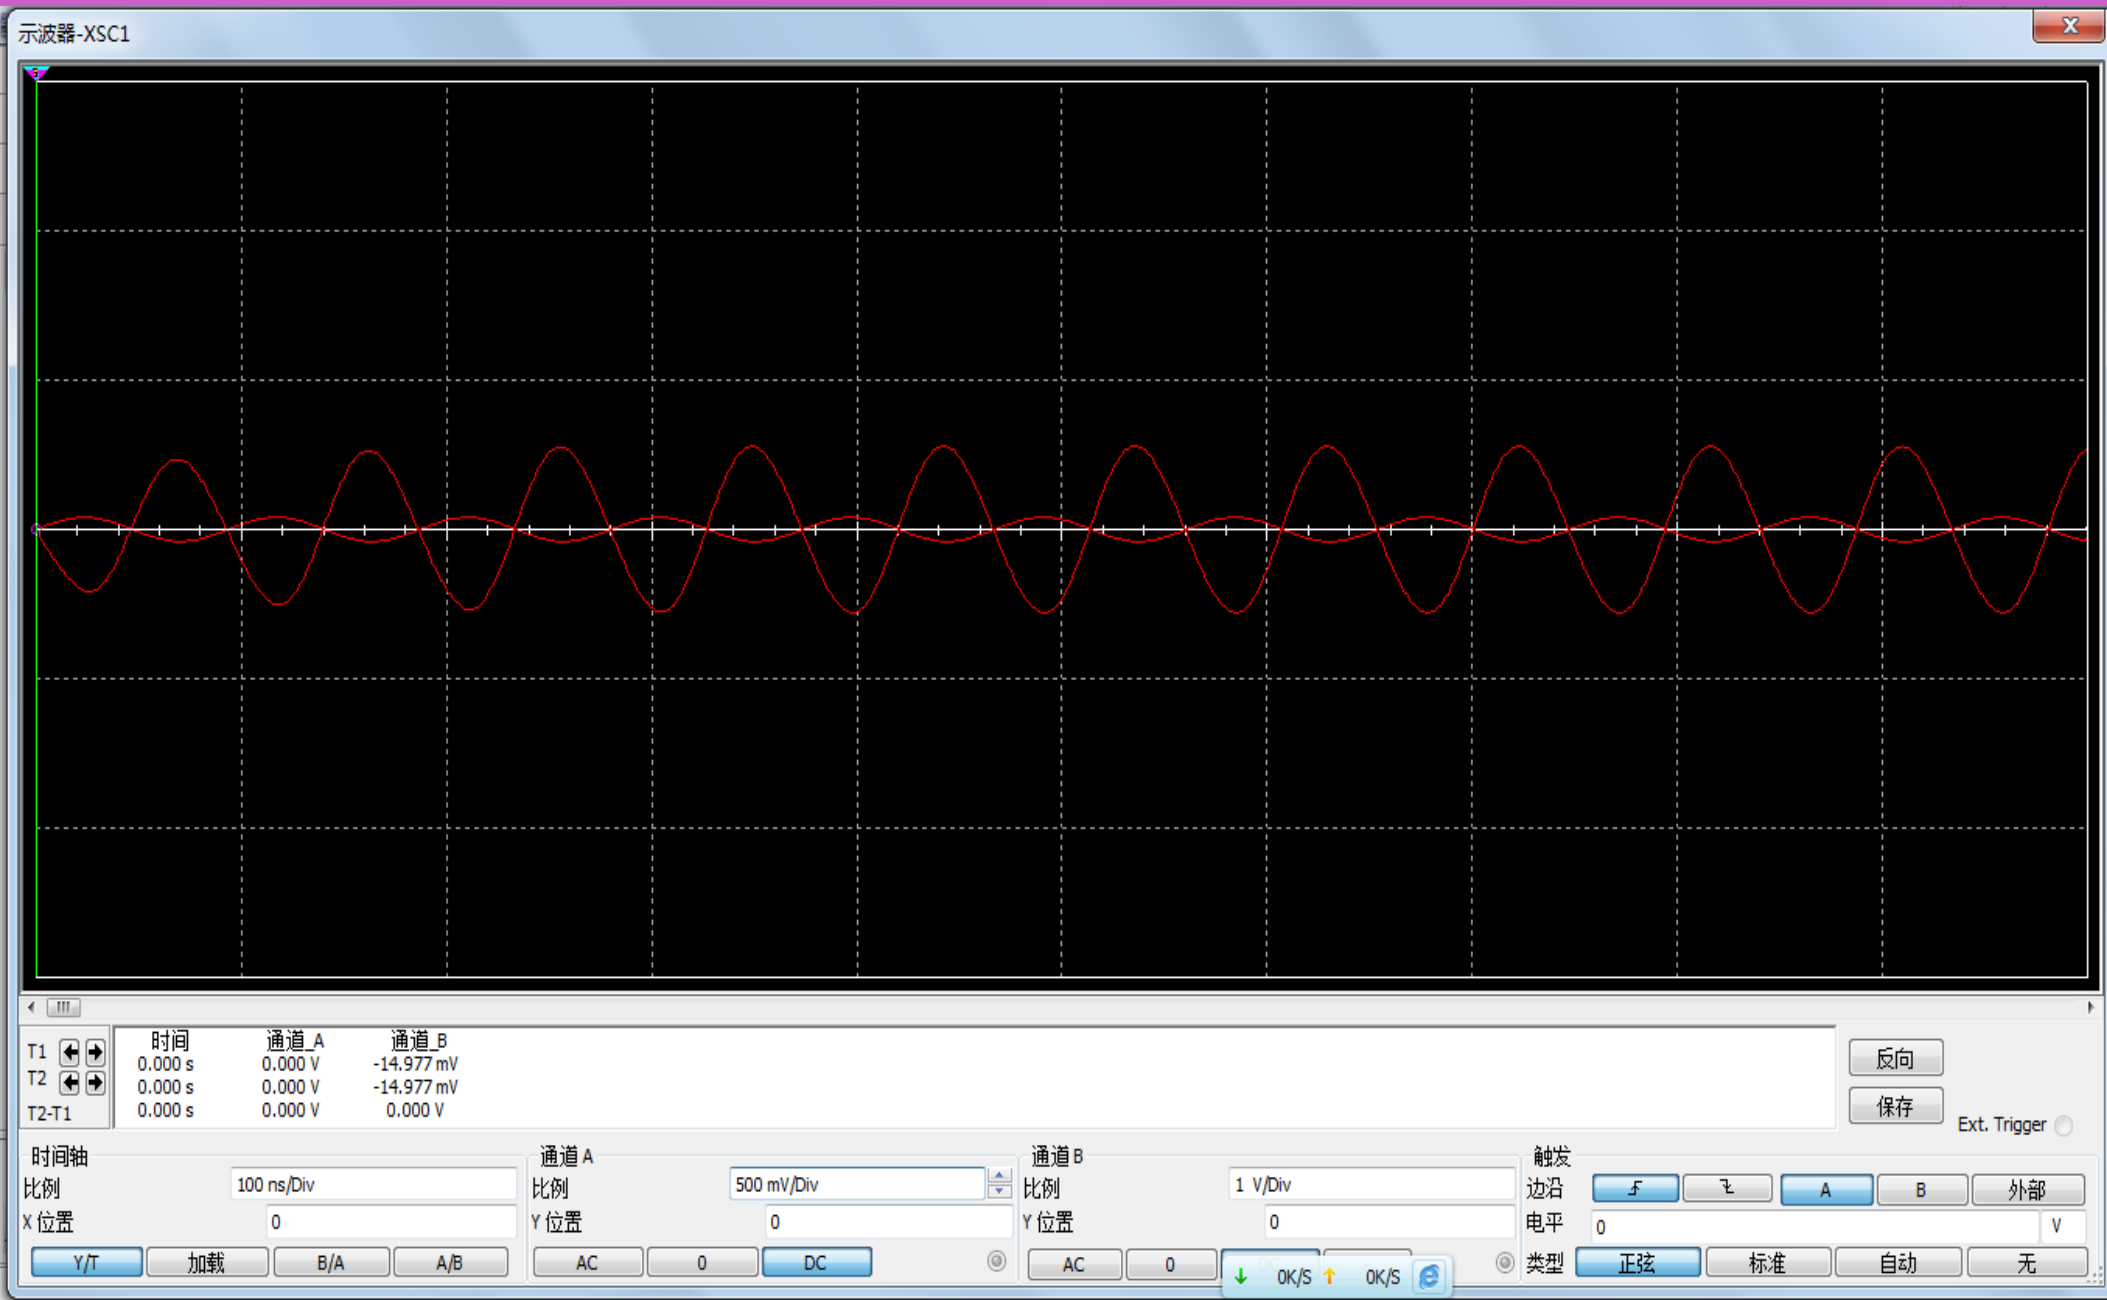 示波器-XSC1
时间 通道_A 通道_B
T1 0.000 s 0.000 V -14.977 mV
T2 0.000 s 0.000 V -14.977 mV
T2-T1 0.000 s 0.000 V 0.000 V
反向
保存
Ext. Trigger
时间轴
比例 100 ns/Div
X 位置 0
Y/T 加载 B/A A/B
通道 A
比例 500 mV/Div
Y 位置 0
AC 0 DC
通道 B
比例 1 V/Div
Y 位置 0
AC 0
0K/S 0K/S
触发
边沿 A B 外部
电平 0 V
类型 正弦 标准 自动 无